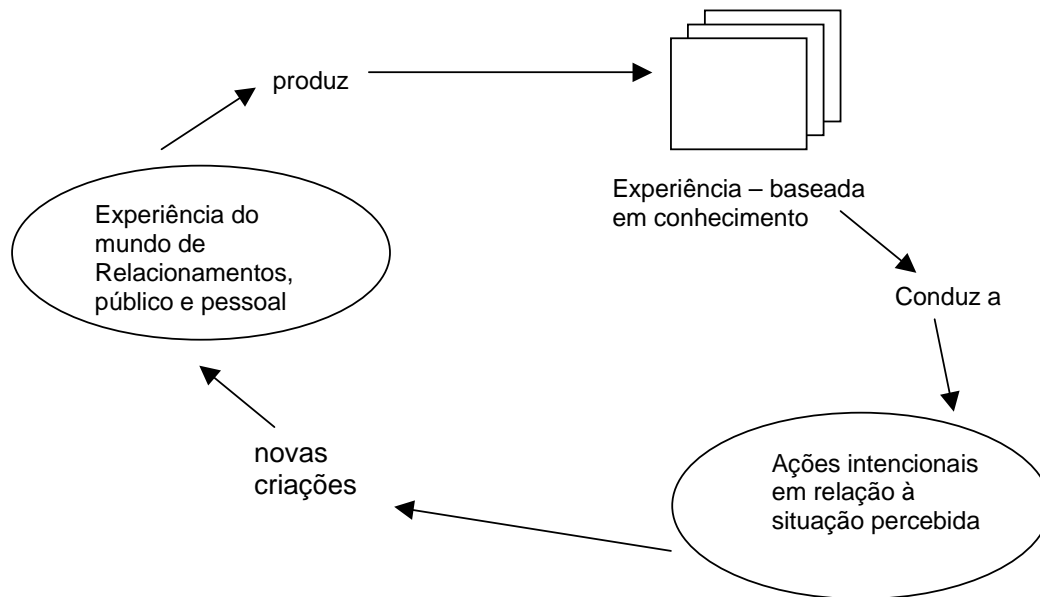 produz
Experiência – baseada
em conhecimento
Experiência do
mundo de
Relacionamentos,
público e pessoal
Conduz a
novas
criações
Ações intencionais
em relação à
situação percebida